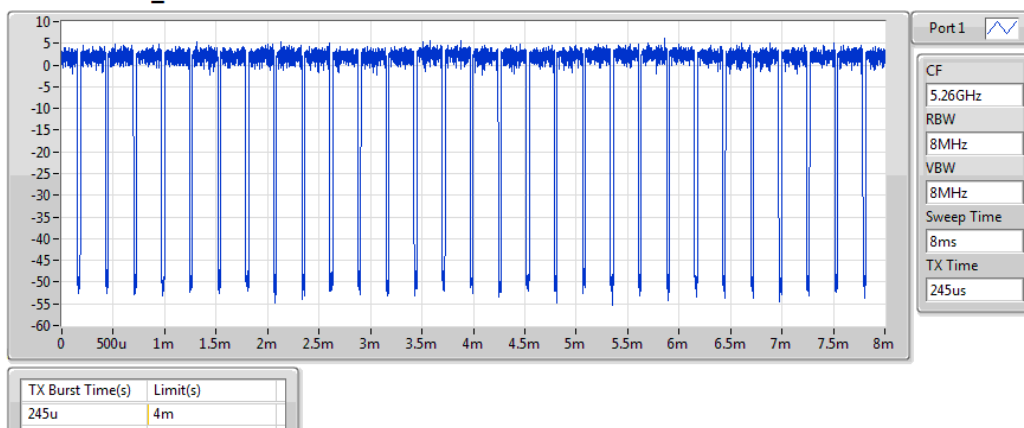 10
5
0
-5
-10
-15
-20
-25
-30
-35
-40
-45
-50
-55
-60
0 500u 1m 1.5m 2m 2.5m 3m 3.5m 4m 4.5m 5m 5.5m 6m 6.5m 7m 7.5m 8m
Port 1
CF
5.26GHz
RBW
8MHz
VBW
8MHz
Sweep Time
8ms
TX Time
245us
TX Burst Time(s) Limit(s)
245u 4m